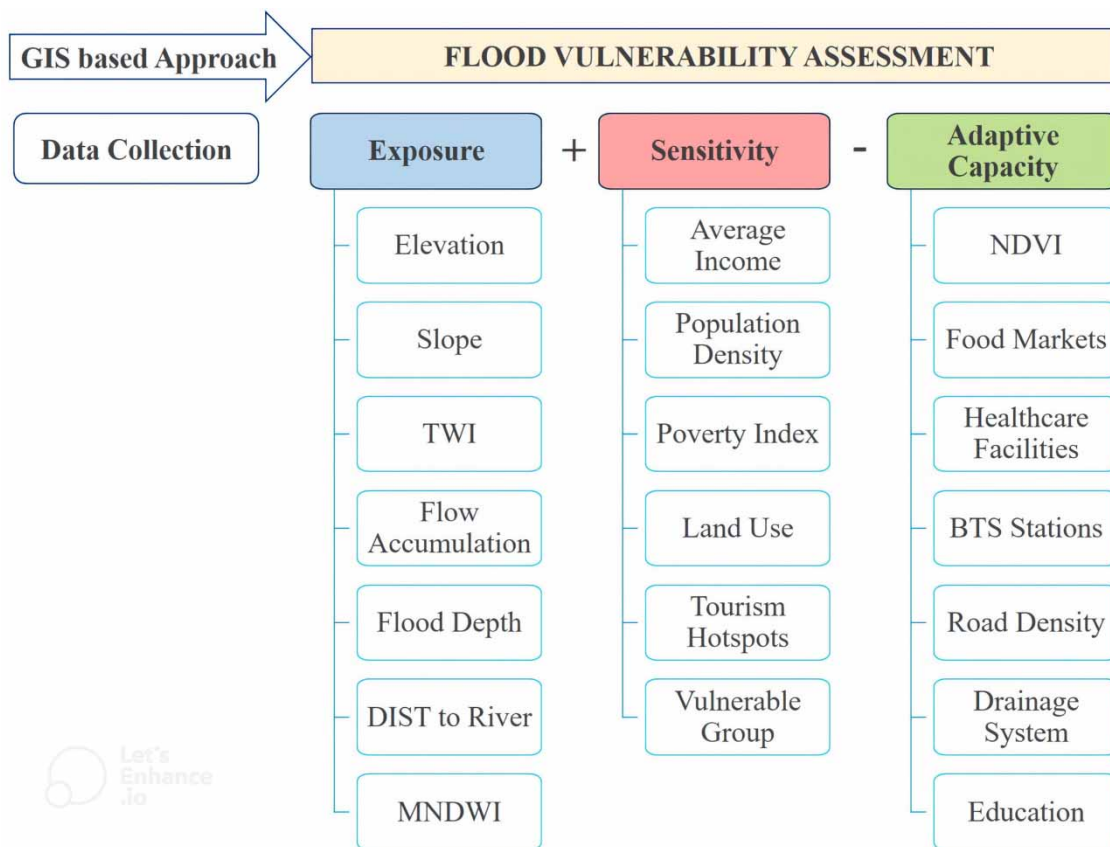 GIS based Approach
FLOOD VULNERABILITY ASSESSMENT
Data Collection
Exposure
+
Sensitivity
-
Adaptive
Capacity
Elevation
Slope
TWI
Flow
Accumulation
Flood Depth
DIST to River
MNDWI
Average
Income
Population
Density
Poverty Index
Land Use
Tourism
Hotspots
Vulnerable
Group
NDVI
Food Markets
Healthcare
Facilities
BTS Stations
Road Density
Drainage
System
Education
Let's
Enhance
.io